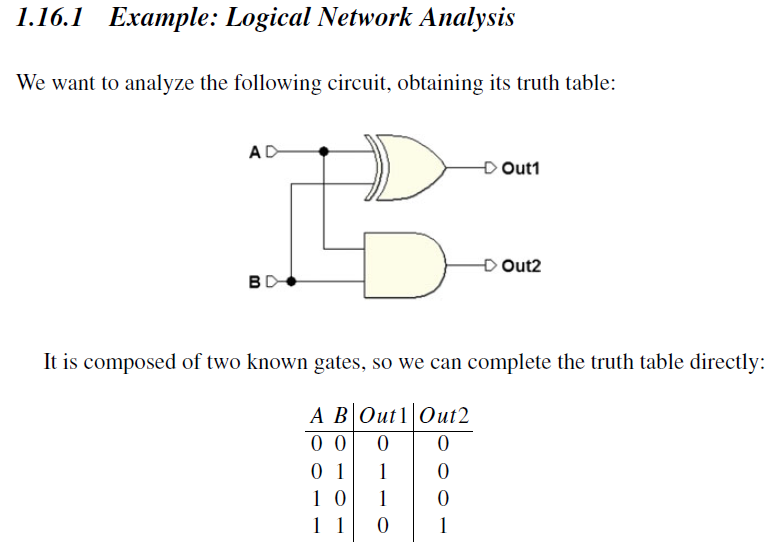 1.16.1 Example: Logical Network Analysis
We want to analyze the following circuit, obtaining its truth table:
A
Out1
B
Out2
It is composed of two known gates, so we can complete the truth table directly:
A B Out1 Out2
0 0 0 0
0 1 1 0
1 0 1 0
1 1 0 1